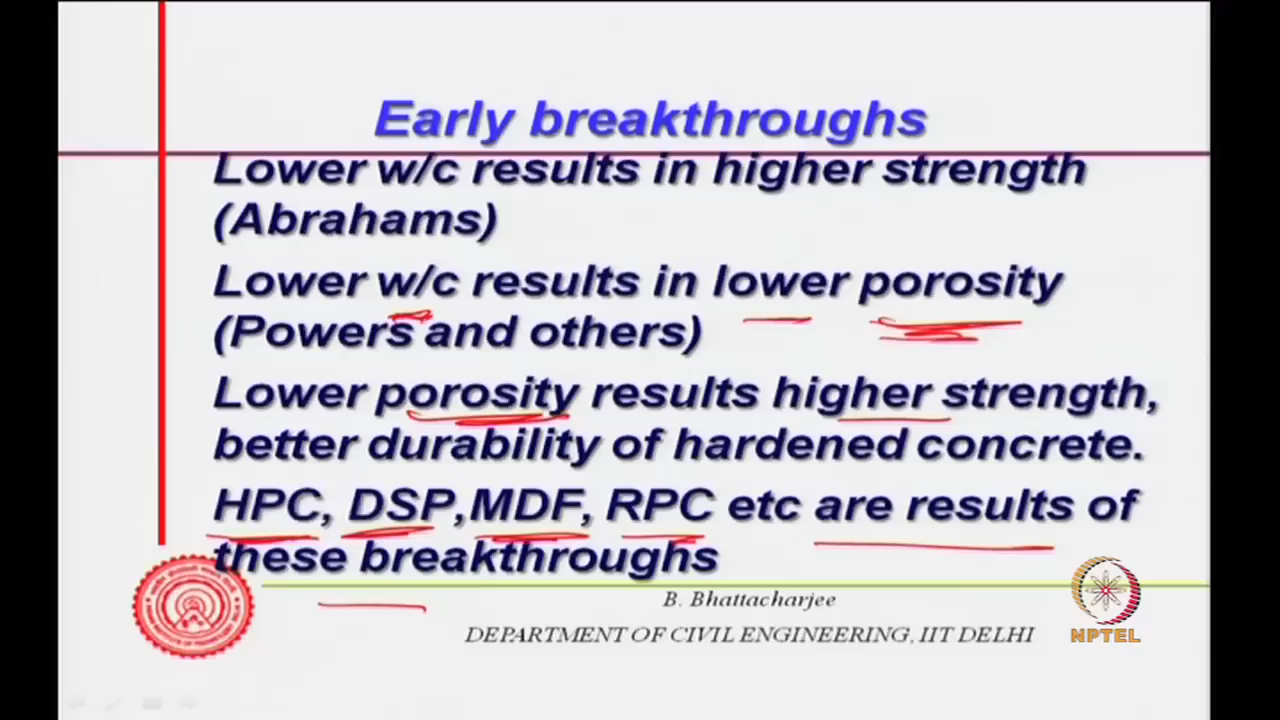 Early breakthroughs
Lower w/c results in higher strength
(Abrahams)
Lower w/c results in lower porosity
(Powers and others)
Lower porosity results higher strength,
better durability of hardened concrete.
HPC, DSP,MDF, RPC etc are results of
these breakthroughs
B. Bhattacharjee
DEPARTMENT OF CIVIL ENGINEERING, IIT DELHI
NPTEL